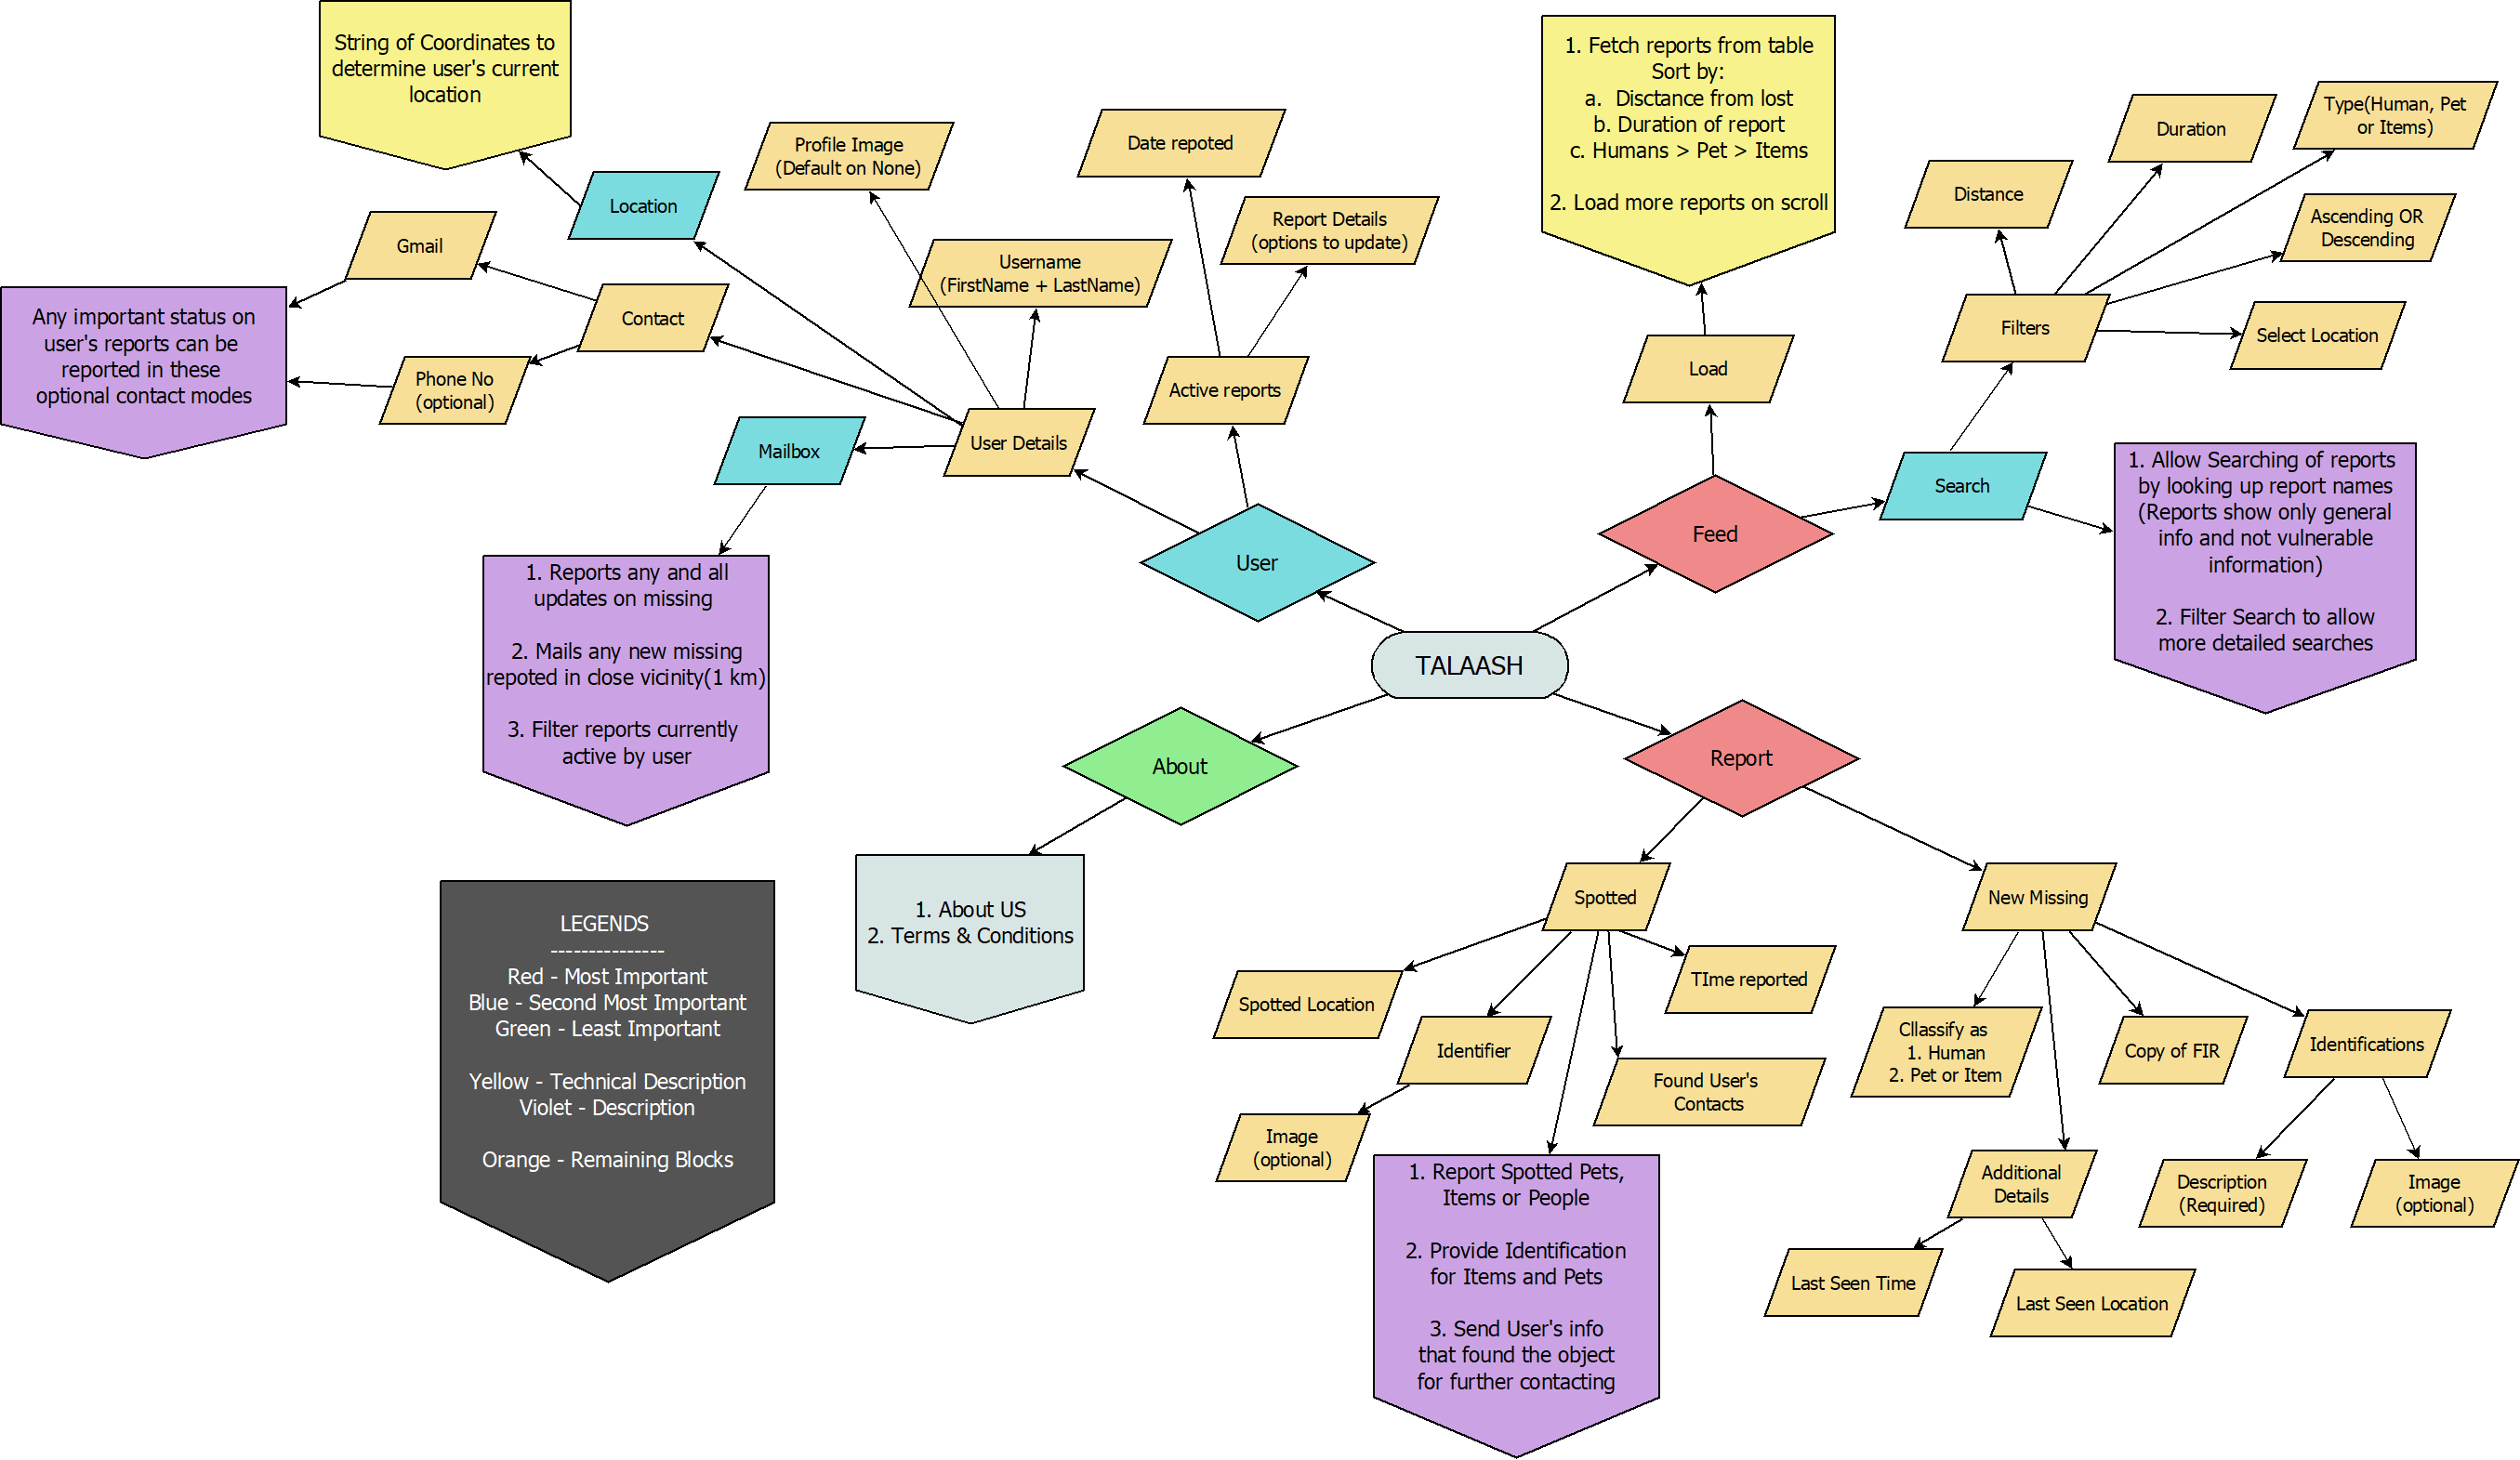 String of Coordinates to
determine user's current
location
Location
Gmail
Contact
Phone No
(optional)
Any important status on
user's reports can be
reported in these
optional contact modes
Profile Image
(Default on None)
Username
(FirstName + LastName)
Date repoted
Report Details
(options to update)
Active reports
User Details
Mailbox
1. Reports any and all
updates on missing
2. Mails any new missing
repoted in close vicinity(1 km)
3. Filter reports currently
active by user
User
1. Fetch reports from table
Sort by:
a. Disctance from lost
b. Duration of report
c. Humans > Pet > Items
2. Load more reports on scroll
Load
Feed
Distance
Duration
Type(Human, Pet
or Items)
Ascending OR
Descending
Select Location
Filters
Search
1. Allow Searching of reports
by looking up report names
(Reports show only general
info and not vulnerable
information)
2. Filter Search to allow
more detailed searches
TALAASH
About
1. About US
2. Terms & Conditions
Report
Spotted
Spotted Location
Identifier
Image
(optional)
TIme reported
Found User's
Contacts
1. Report Spotted Pets,
Items or People
2. Provide Identification
for Items and Pets
3. Send User's info
that found the object
for further contacting
New Missing
Cllassify as
1. Human
2. Pet or Item
Copy of FIR
Identifications
Description
(Required)
Image
(optional)
Additional
Details
Last Seen Time
Last Seen Location
LEGENDS
---------------
Red - Most Important
Blue - Second Most Important
Green - Least Important
Yellow - Technical Description
Violet - Description
Orange - Remaining Blocks